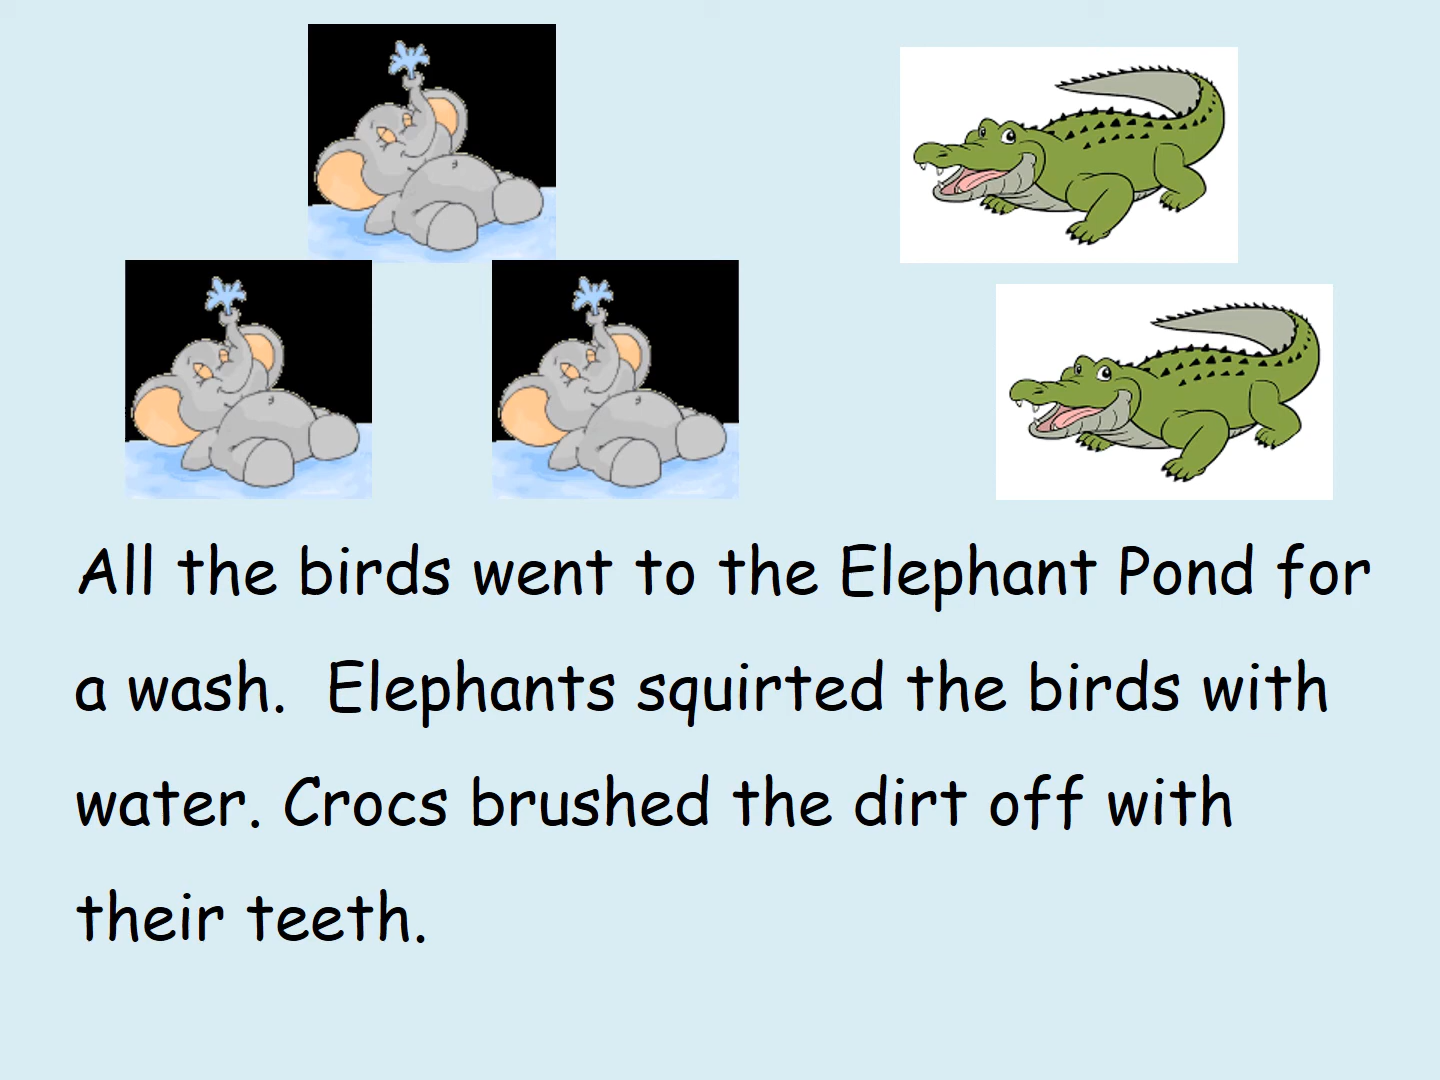 All the birds went to the Elephant Pond for
a wash.  Elephants squirted the birds with
water. Crocs brushed the dirt off with
their teeth.